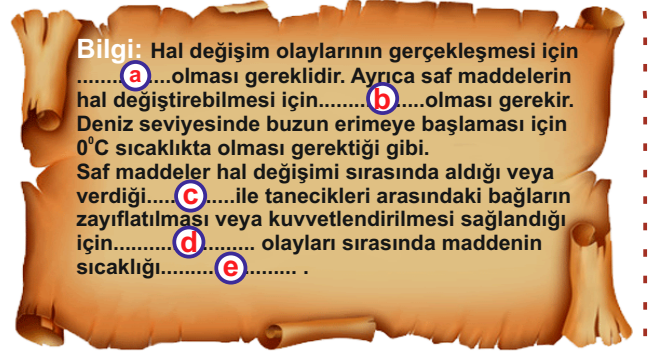 Bilgi: Hal değişim olaylarının gerçekleşmesi için
........a....olması gereklidir. Ayrıca saf maddelerin
hal değiştirebilmesi için........b.....olması gerekir.
Deniz seviyesinde buzun erimeye başlaması için
0⁰C sıcaklıkta olması gerektiği gibi.
Saf maddeler hal değişimi sırasında aldığı veya
verdiği.....c.....ile tanecikleri arasındaki bağların
zayıflatılması veya kuvvetlendirilmesi sağlandığı
için..........d......... olayları sırasında maddenin
sıcaklığı.........e......... .